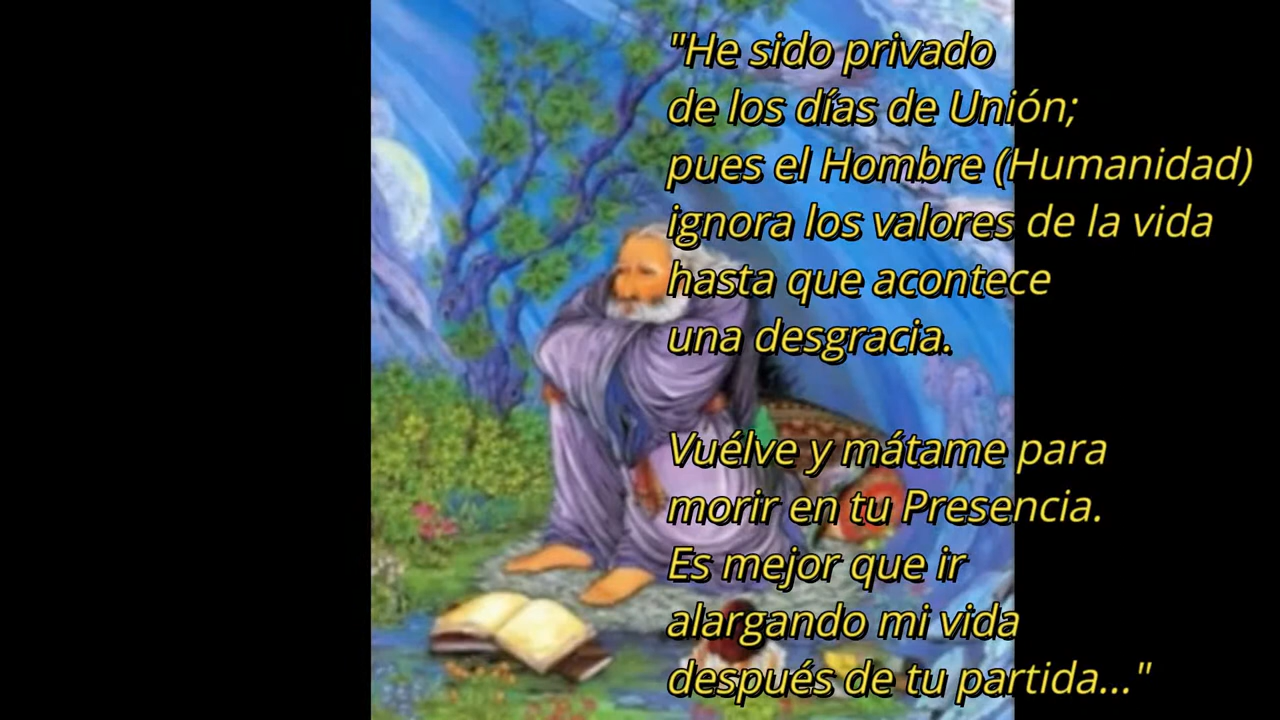 "He sido privado
de los días de Unión;
pues el Hombre (Humanidad)
ignora los valores de la vida
hasta que acontece
una desgracia.
Vuélve y mátame para
morir en tu Presencia.
Es mejor que ir
alargando mi vida
después de tu partida..."